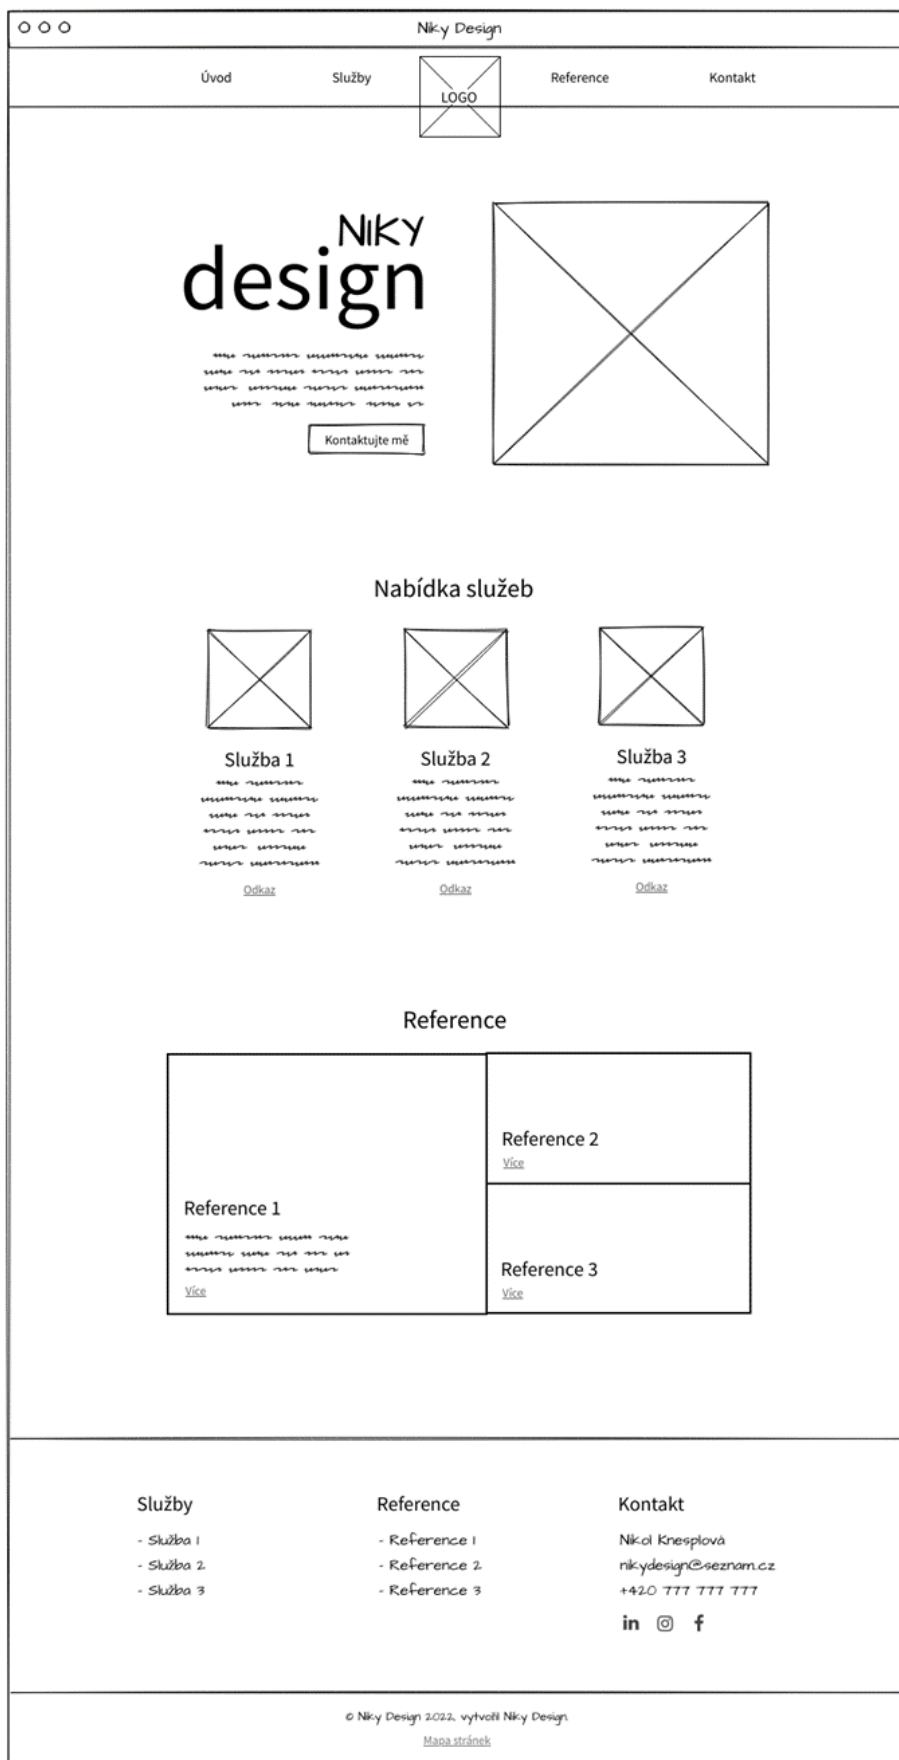 Niky Design
Úvod Služby LOGO Reference Kontakt
Niky
design
Kontaktujte mě
Nabídka služeb
Služba 1 Služba 2 Služba 3
Odkaz Odkaz Odkaz
Reference
Reference 1
Více
Reference 2
Více
Reference 3
Více
Služby
- Služba 1
- Služba 2
- Služba 3
Reference
- Reference 1
- Reference 2
- Reference 3
Kontakt
Nikol Knesplová
nikydesign@seznam.cz
+420 777 777 777
in f
© Niky Design 2022, vytvořil Niky Design.
Mapa stránek